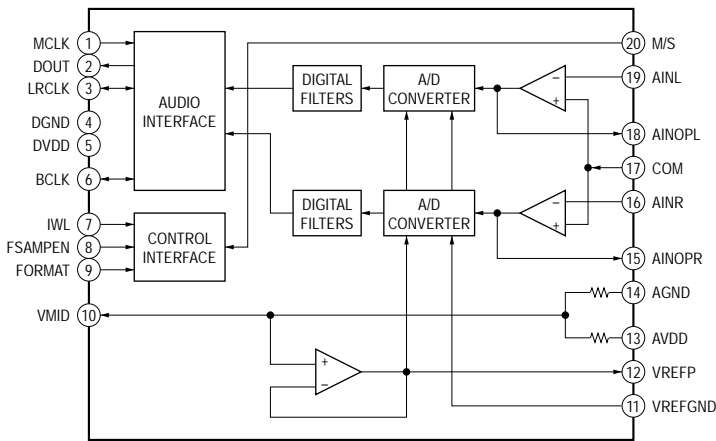 MCLK 1
DOUT 2
LRCLK 3
DGND 4
DVDD 5
BCLK 6
IWL 7
FSAMPEN 8
FORMAT 9
VMID 10
AUDIO
INTERFACE
CONTROL
INTERFACE
DIGITAL
FILTERS
A/D
CONVERTER
−
+
DIGITAL
FILTERS
A/D
CONVERTER
−
+
+
−
20 M/S
19 AINL
18 AINOPL
17 COM
16 AINR
15 AINOPR
14 AGND
13 AVDD
12 VREFP
11 VREFGND